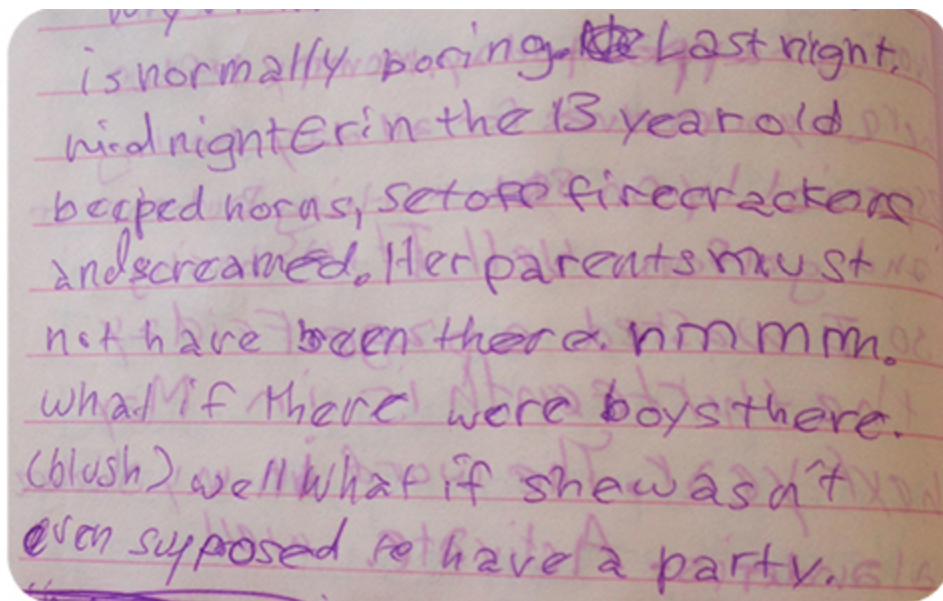 is normally boring. Last night,
midnight Erin the 13 year old
beeped horns, set off firecrackers
and screamed. Her parents must
not have been there. hmmmm.
what if there were boys there.
(blush) well what if she wasn't
even supposed to have a party.